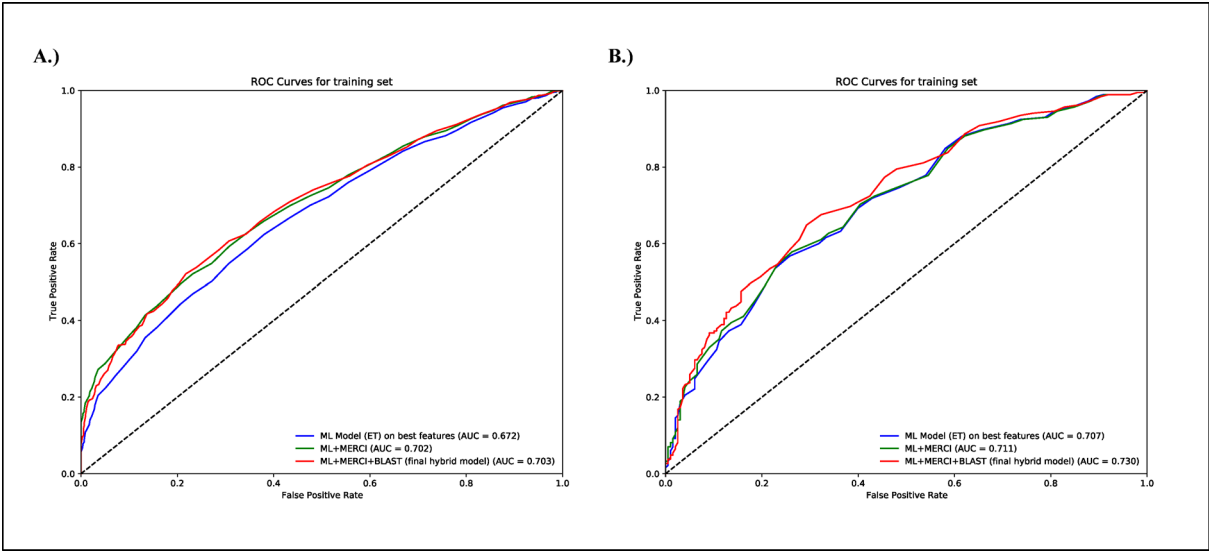 A.)
ROC Curves for training set
1.0
0.8
0.6
0.4
0.2
0.0
True Positive Rate
ML Model (ET) on best features (AUC = 0.672)
ML+MERCI (AUC = 0.702)
ML+MERCI+BLAST (final hybrid model) (AUC = 0.703)
0.0 0.2 0.4 0.6 0.8 1.0
False Positive Rate
B.)
ROC Curves for training set
1.0
0.8
0.6
0.4
0.2
0.0
True Positive Rate
ML Model (ET) on best features (AUC = 0.707)
ML+MERCI (AUC = 0.711)
ML+MERCI+BLAST (final hybrid model) (AUC = 0.730)
0.0 0.2 0.4 0.6 0.8 1.0
False Positive Rate